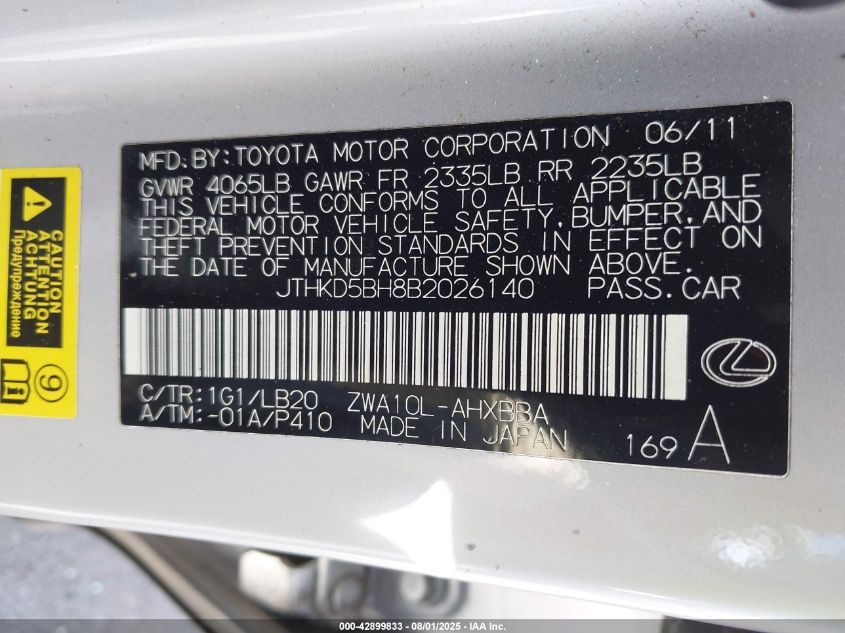 MFD. BY: TOYOTA MOTOR CORPORATION 06/11
GVWR 4065LB GAWR FR 2335LB RR 2235LB
THIS VEHICLE CONFORMS TO ALL APPLICABLE
FEDERAL MOTOR VEHICLE SAFETY, BUMPER, AND
THEFT PREVENTION STANDARDS IN EFFECT ON
THE DATE OF MANUFACTURE SHOWN ABOVE.
JTHKD5BH8B2026140 PASS. CAR
C/TR: 1G1/LB20 ZWA10L-AHXBBA
A/TM: -01A/P410 MADE IN JAPAN
169 A
CAUTION
ATTENTION
ACHTUNG
Предупреждение
9
000-42899833 - 08/01/2025 - IAA Inc.